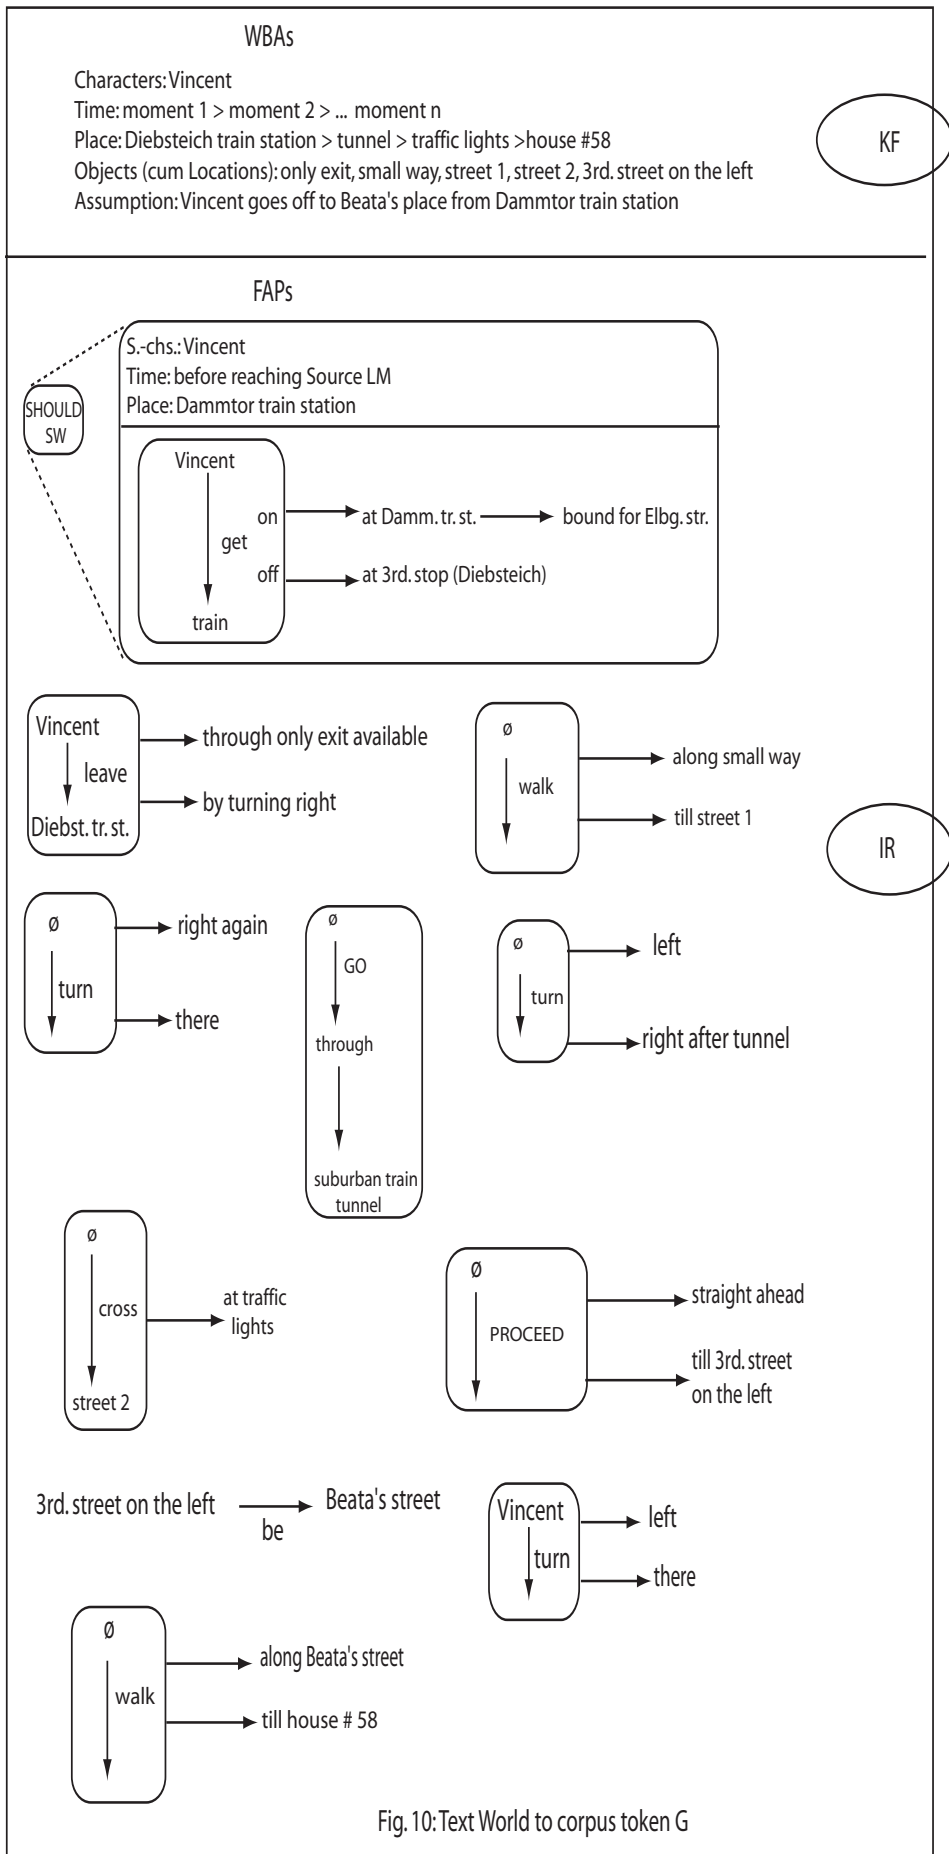 WBAs
Characters: Vincent
Time: moment 1 > moment 2 > ... moment n
Place: Diebsteich train station > tunnel > traffic lights >house #58
Objects (cum Locations): only exit, small way, street 1, street 2, 3rd. street on the left
Assumption: Vincent goes off to Beata's place from Dammtor train station
KF
FAPs
SHOULD
SW
S.-chs.: Vincent
Time: before reaching Source LM
Place: Dammtor train station
Vincent
get
on
off
train
at Damm. tr. st.
bound for Elbg. str.
at 3rd. stop (Diebsteich)
Vincent
leave
Diebst. tr. st.
through only exit available
by turning right
ø
walk
along small way
till street 1
IR
ø
turn
right again
there
ø
GO
through
suburban train
tunnel
ø
turn
left
right after tunnel
ø
cross
street 2
at traffic
lights
Ø
PROCEED
straight ahead
till 3rd. street
on the left
3rd. street on the left
be
Beata's street
Vincent
turn
left
there
Ø
walk
along Beata's street
till house # 58
Fig. 10: Text World to corpus token G